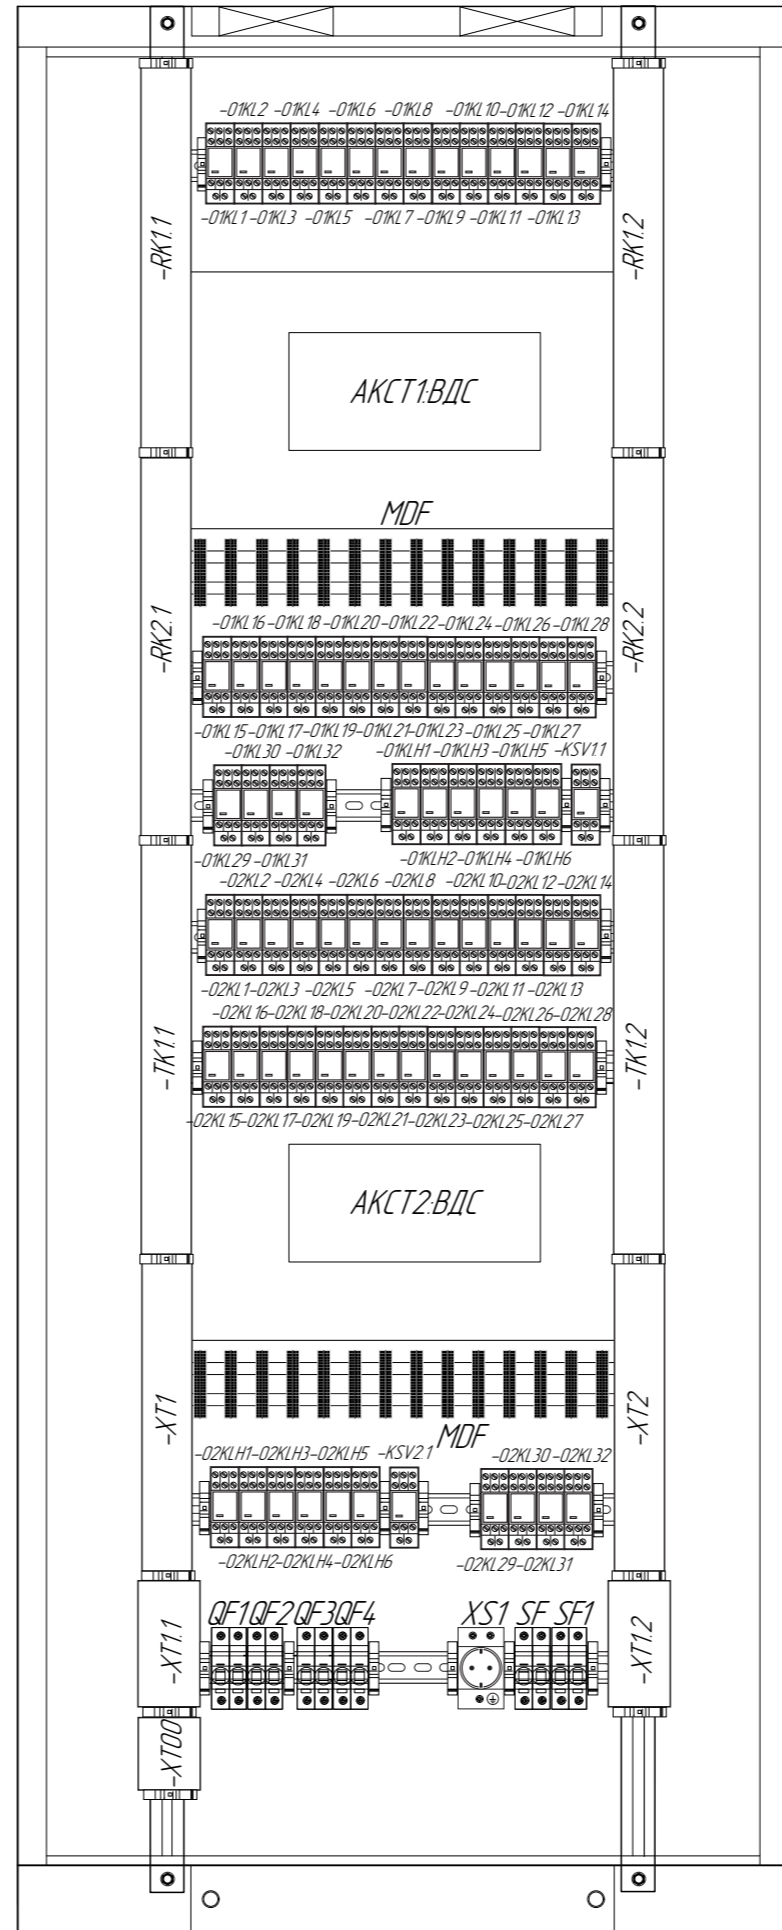 -01KL2 -01KL4 -01KL6 -01KL8 -01KL10 -01KL12 -01KL14
-01KL1 -01KL3 -01KL5 -01KL7 -01KL9 -01KL11 -01KL13
-RK1.1
-RK1.2
АКСТ1:ВДС
MDF
-RK2.1
-RK2.2
-01KL16 -01KL18 -01KL20 -01KL22 -01KL24 -01KL26 -01KL28
-01KL15 -01KL17 -01KL19 -01KL21 -01KL23 -01KL25 -01KL27
-01KL30 -01KL32 -01KLH1 -01KLH3 -01KLH5 -KSV1.1
-01KL29 -01KL31 -01KLH2 -01KLH4 -01KLH6
-02KL2 -02KL4 -02KL6 -02KL8 -02KL10 -02KL12 -02KL14
-02KL1 -02KL3 -02KL5 -02KL7 -02KL9 -02KL11 -02KL13
-02KL16 -02KL18 -02KL20 -02KL22 -02KL24 -02KL26 -02KL28
-TK1.1
-TK1.2
-02KL15 -02KL17 -02KL19 -02KL21 -02KL23 -02KL25 -02KL27
АКСТ2:ВДС
-XT1
-XT2
MDF
-02KLH1 -02KLH3 -02KLH5 -KSV2.1 -02KL30 -02KL32
-02KLH2 -02KLH4 -02KLH6 -02KL29 -02KL31
QF1 QF2 QF3 QF4 XS1 SF SF1
-XT1.1
-XT1.2
-XT00